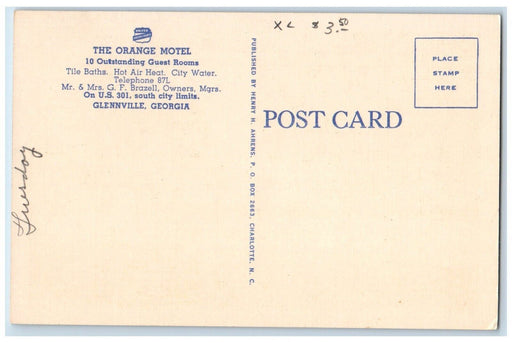 XL $3.50
THE ORANGE MOTEL
10 Outstanding Guest Rooms
Tile Baths. Hot Air Heat. City Water.
Telephone 87L
Mr. & Mrs. G. F. Brazell, Owners, Mgrs.
On U.S. 301, south city limits.
GLENNVILLE, GEORGIA
Tuesday
PUBLISHED BY HENRY H. AHRENS, P. O. BOX 2663, CHARLOTTE, N. C.
POST CARD
PLACE
STAMP
HERE